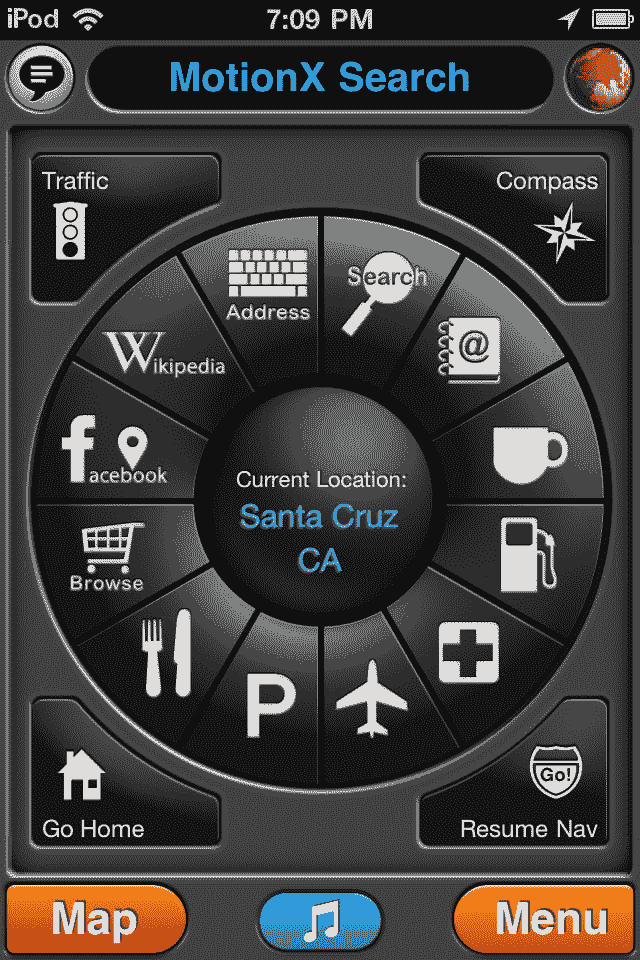 iPod
7:09 PM
MotionX Search
Traffic
Compass
Address
Search
@
Wikipedia
facebook
Current Location:
Santa Cruz
CA
Browse
P
Go!
Go Home
Resume Nav
Map
Menu